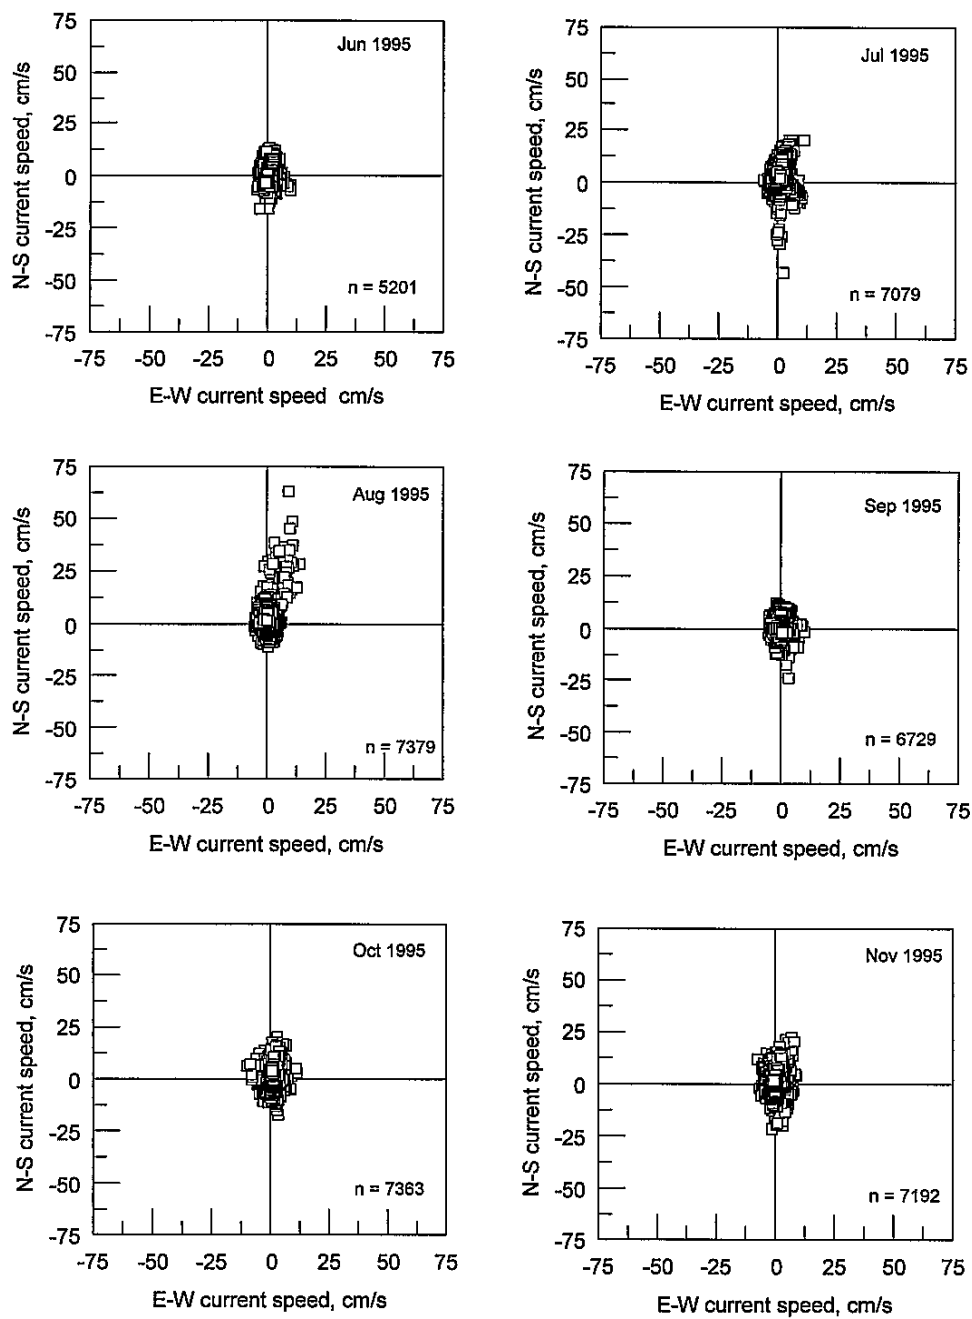 75
50
25
0
-25
-50
-75
N-S current speed, cm/s
Jun 1995
n = 5201
-75 -50 -25 0 25 50 75
E-W current speed cm/s
75
50
25
0
-25
-50
-75
N-S current speed, cm/s
Jul 1995
n = 7079
-75 -50 -25 0 25 50 75
E-W current speed, cm/s
75
50
25
0
-25
-50
-75
N-S current speed, cm/s
Aug 1995
n = 7379
-75 -50 -25 0 25 50 75
E-W current speed, cm/s
75
50
25
0
-25
-50
-75
N-S current speed, cm/s
Sep 1995
n = 6729
-75 -50 -25 0 25 50 75
E-W current speed, cm/s
75
50
25
0
-25
-50
-75
N-S current speed, cm/s
Oct 1995
n = 7363
-75 -50 -25 0 25 50 75
E-W current speed, cm/s
75
50
25
0
-25
-50
-75
N-S current speed, cm/s
Nov 1995
n = 7192
-75 -50 -25 0 25 50 75
E-W current speed, cm/s